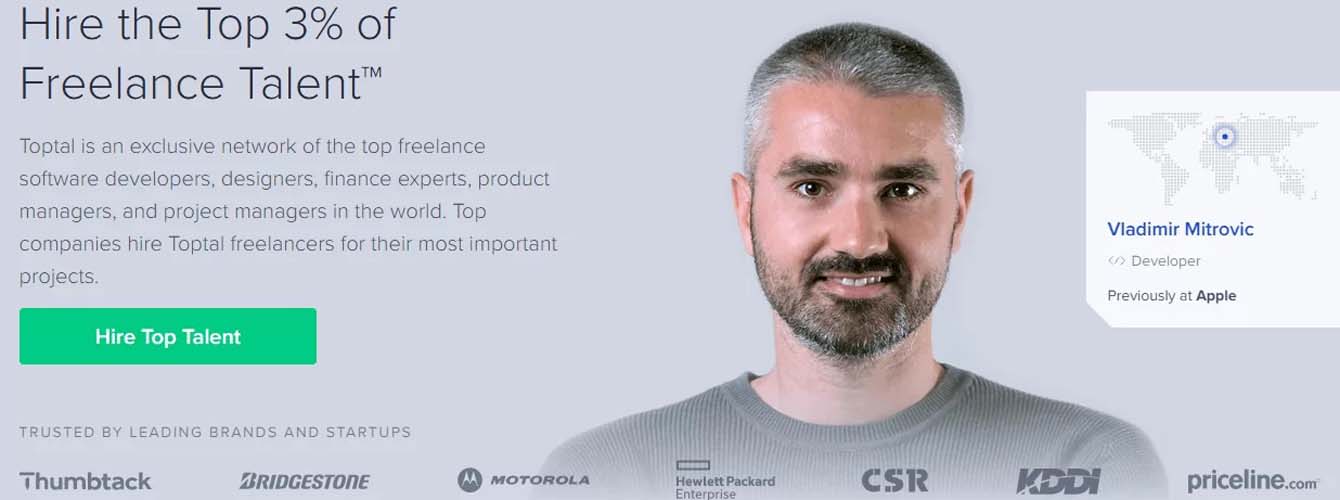 Hire the Top 3% of
Freelance Talent™
Toptal is an exclusive network of the top freelance
software developers, designers, finance experts, product
managers, and project managers in the world. Top
companies hire Toptal freelancers for their most important
projects.
Hire Top Talent
Vladimir Mitrovic
</> Developer
Previously at Apple
TRUSTED BY LEADING BRANDS AND STARTUPS
Thumbtack
BRIDGESTONE
MOTOROLA
Hewlett Packard
Enterprise
CSR
KDDI
priceline.com